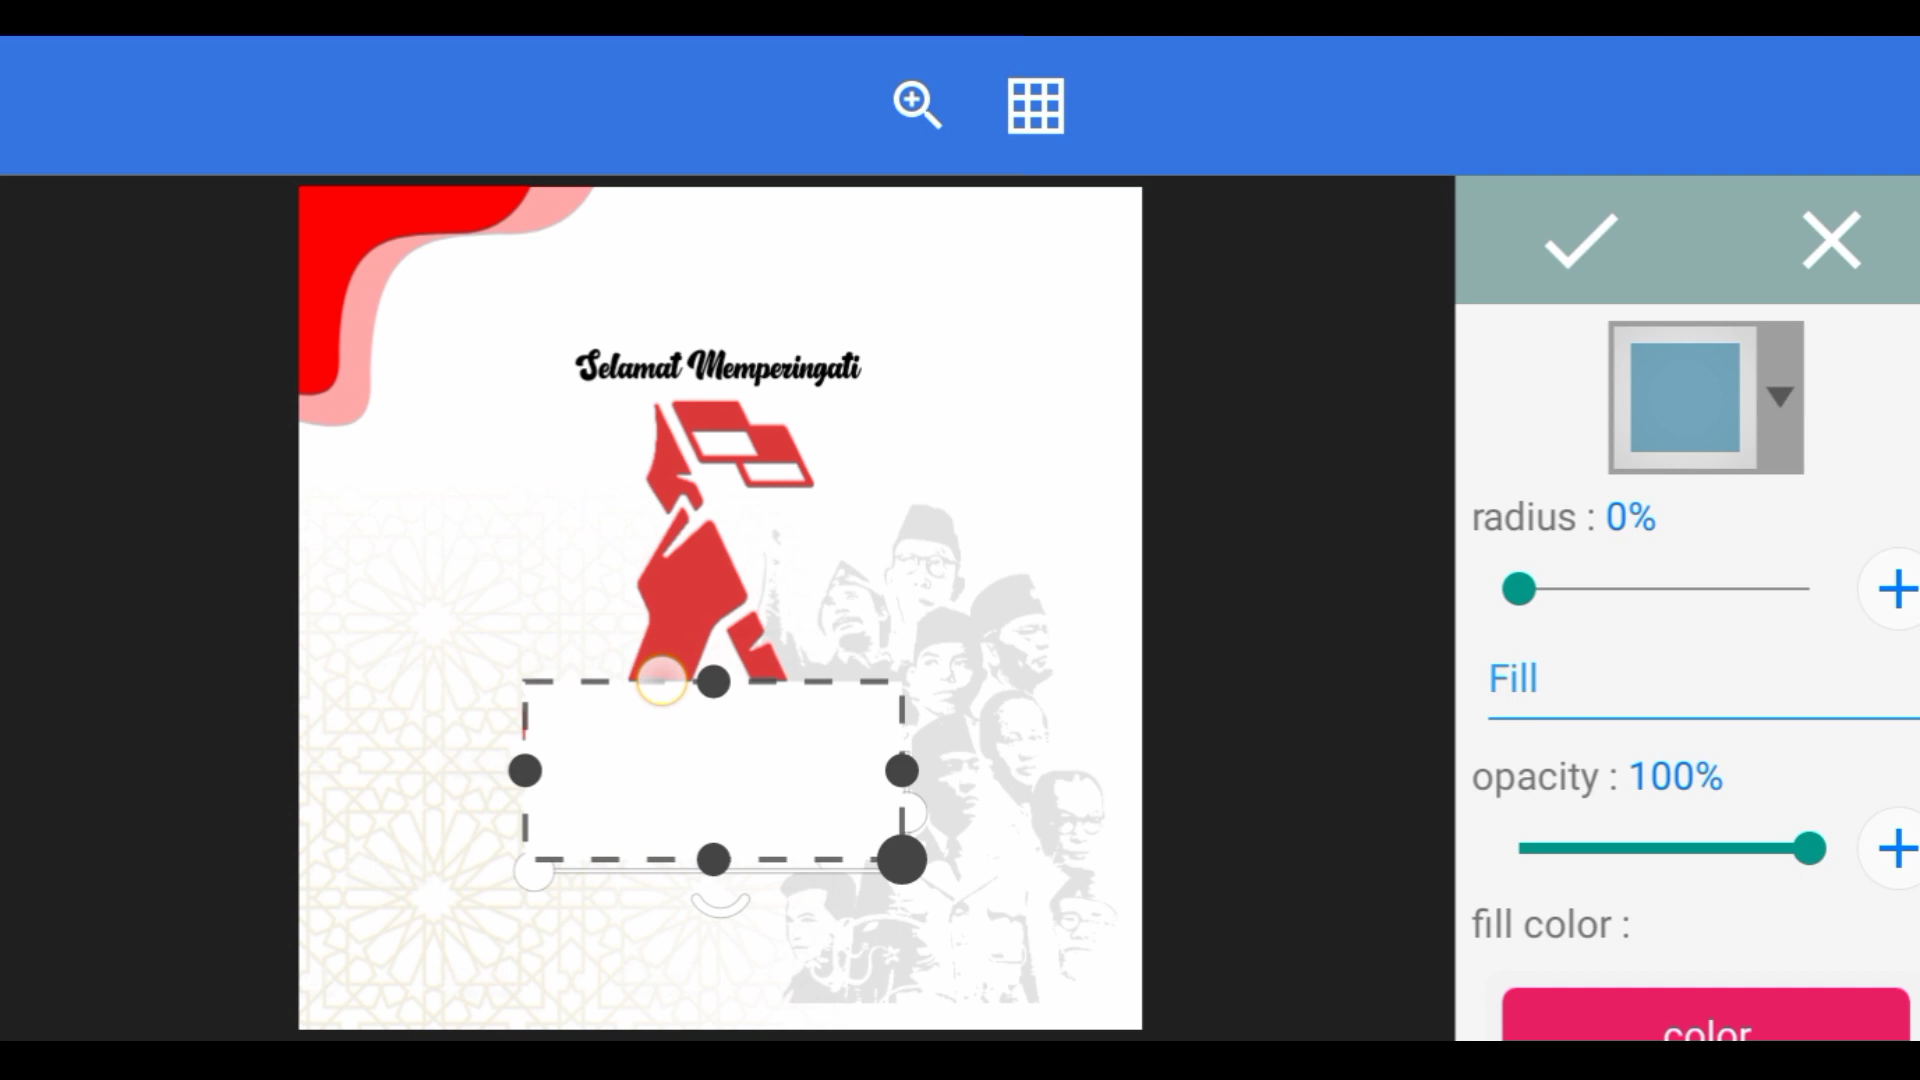 Selamat Memperingati
radius : 0%
Fill
opacity : 100%
fill color :
color